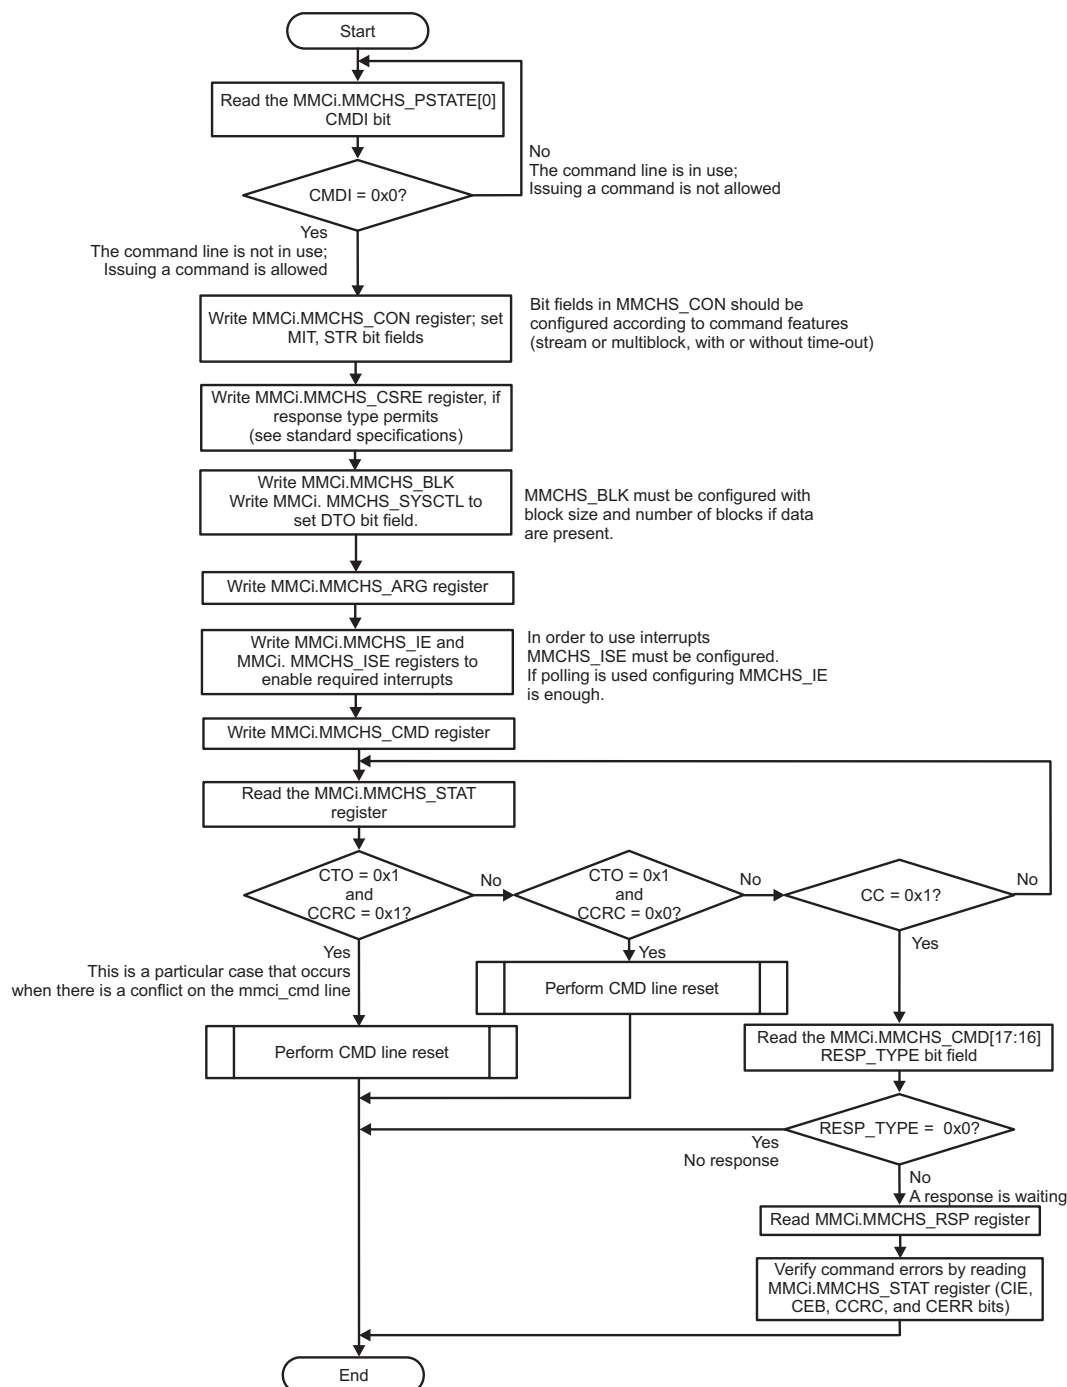 Start
Read the MMCi.MMCHS_PSTATE[0]
CMDI bit
No
The command line is in use;
Issuing a command is not allowed
CMDI = 0x0?
Yes
The command line is not in use;
Issuing a command is allowed
Write MMCi.MMCHS_CON register; set
MIT, STR bit fields
Bit fields in MMCHS_CON should be
configured according to command features
(stream or multiblock, with or without time-out)
Write MMCi.MMCHS_CSRE register, if
response type permits
(see standard specifications)
Write MMCi.MMCHS_BLK
Write MMCi. MMCHS_SYSCTL to
set DTO bit field.
MMCHS_BLK must be configured with
block size and number of blocks if data
are present.
Write MMCi.MMCHS_ARG register
Write MMCi.MMCHS_IE and
MMCi. MMCHS_ISE registers to
enable required interrupts
In order to use interrupts
MMCHS_ISE must be configured.
If polling is used configuring MMCHS_IE
is enough.
Write MMCi.MMCHS_CMD register
Read the MMCi.MMCHS_STAT
register
CTO = 0x1
and
CCRC = 0x1?
No
CTO = 0x1
and
CCRC = 0x0?
No
CC = 0x1?
No
Yes
This is a particular case that occurs
when there is a conflict on the mmci_cmd line
Yes
Yes
Perform CMD line reset
Perform CMD line reset
Read the MMCi.MMCHS_CMD[17:16]
RESP_TYPE bit field
RESP_TYPE = 0x0?
Yes
No response
No
A response is waiting
Read MMCi.MMCHS_RSP register
Verify command errors by reading
MMCi.MMCHS_STAT register (CIE,
CEB, CCRC, and CERR bits)
End